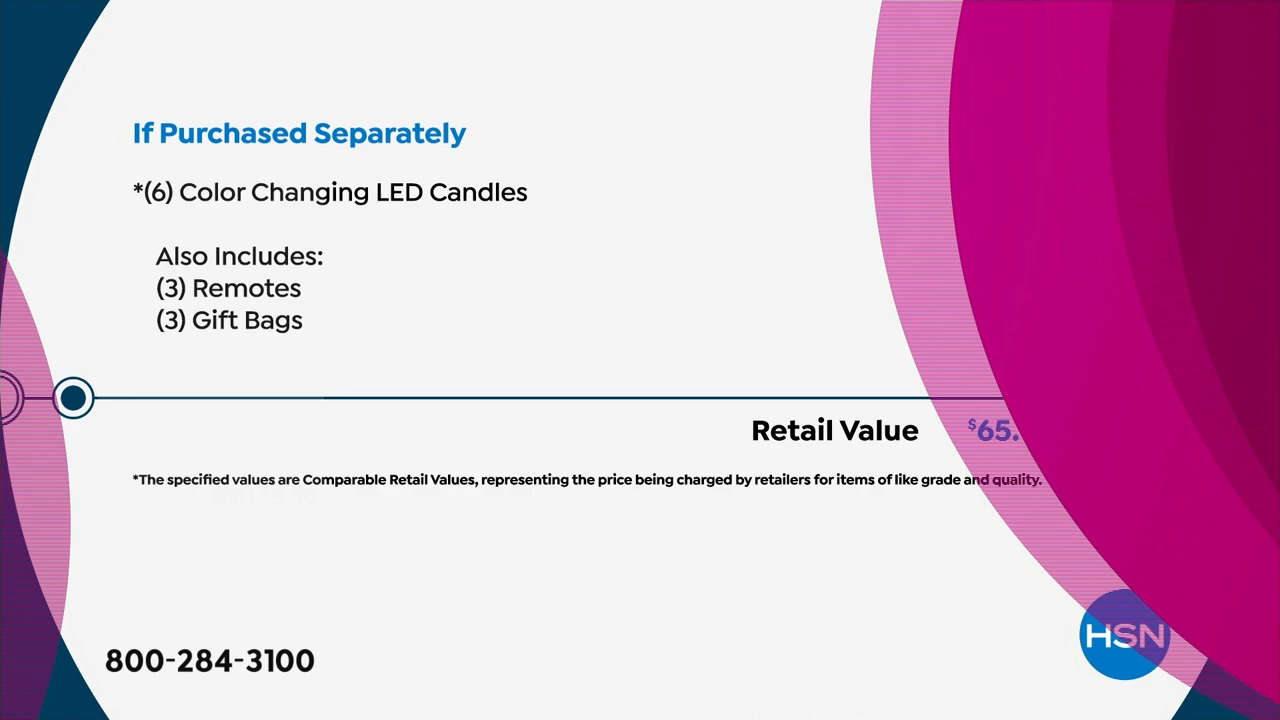 If Purchased Separately
*(6) Color Changing LED Candles
Also Includes:
(3) Remotes
(3) Gift Bags
Retail Value $65.
*The specified values are Comparable Retail Values, representing the price being charged by retailers for items of like grade and quality.
800-284-3100
HSN